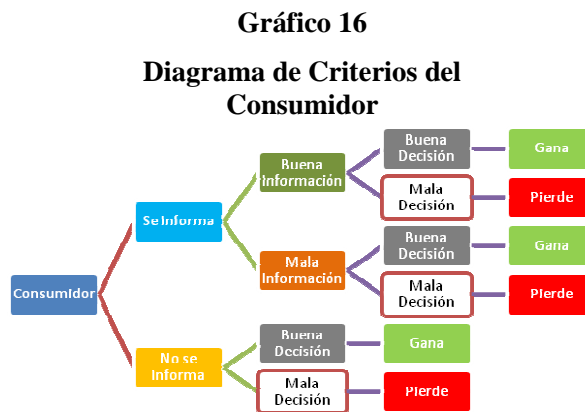 Gráfico 16
Diagrama de Criterios del
Consumidor
Buena
Decisión
Gana
Buena
Información
Mala
Decisión
Pierde
Se Informa
Buena
Decisión
Gana
Mala
Información
Mala
Decisión
Pierde
Consumidor
Buena
Decisión
Gana
No se
Informa
Mala
Decisión
Pierde